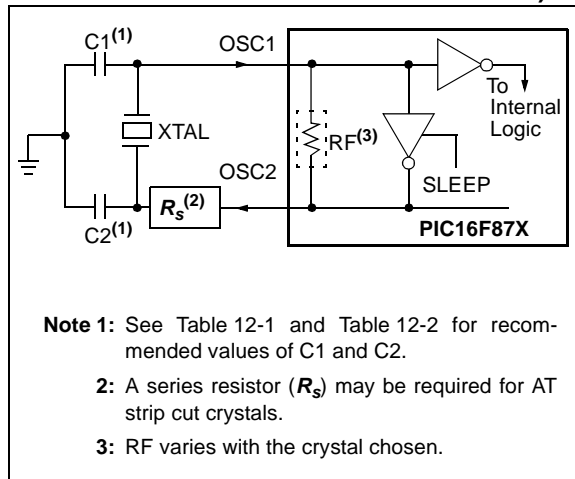 C1(1)
OSC1
To
Internal
Logic
XTAL
RF(3)
SLEEP
OSC2
Rs(2)
C2(1)
PIC16F87X
Note 1: See Table 12-1 and Table 12-2 for recom-
mended values of C1 and C2.
2: A series resistor (Rs) may be required for AT
strip cut crystals.
3: RF varies with the crystal chosen.